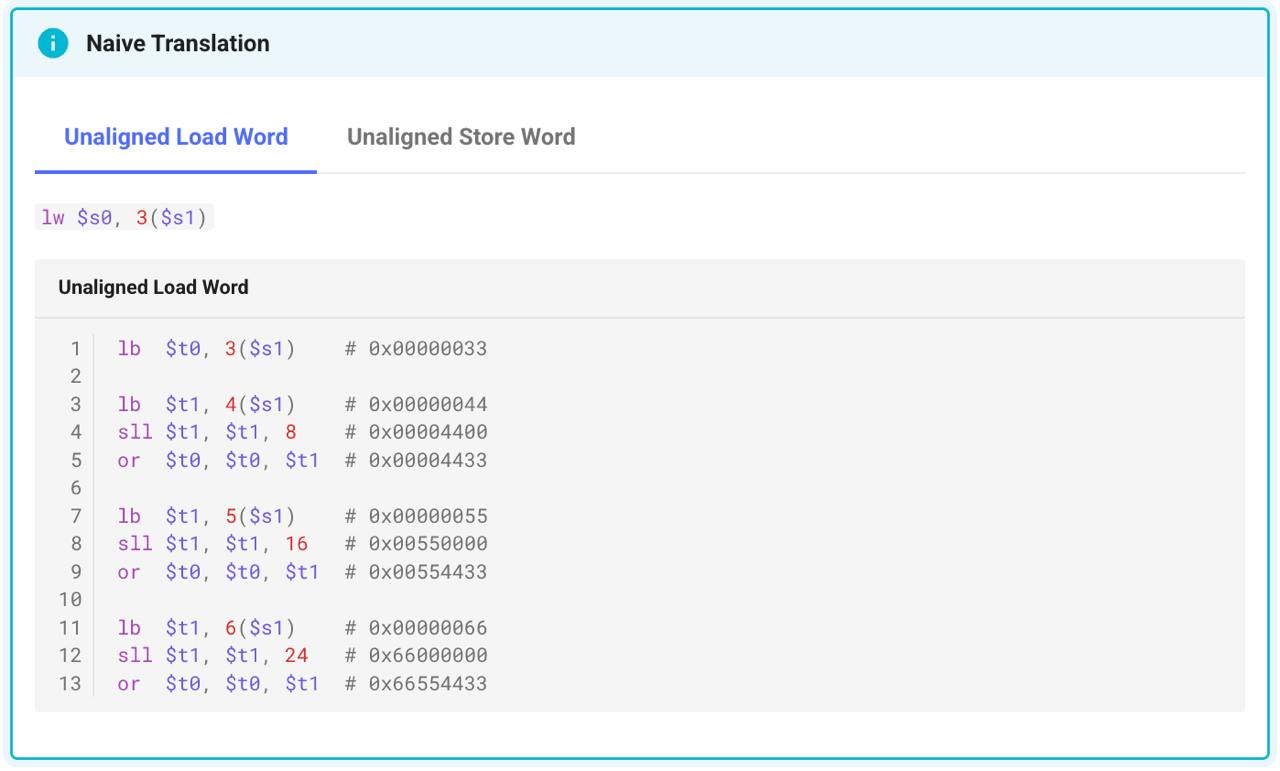 Naive Translation
Unaligned Load Word Unaligned Store Word
lw $s0, 3($s1)
Unaligned Load Word
1 lb  $t0, 3($s1)    # 0x00000033
2
3 lb  $t1, 4($s1)    # 0x00000044
4 sll $t1, $t1, 8    # 0x00004400
5 or  $t0, $t0, $t1  # 0x00004433
6
7 lb  $t1, 5($s1)    # 0x00000055
8 sll $t1, $t1, 16   # 0x00550000
9 or  $t0, $t0, $t1  # 0x00554433
10
11 lb  $t1, 6($s1)    # 0x00000066
12 sll $t1, $t1, 24   # 0x66000000
13 or  $t0, $t0, $t1  # 0x66554433